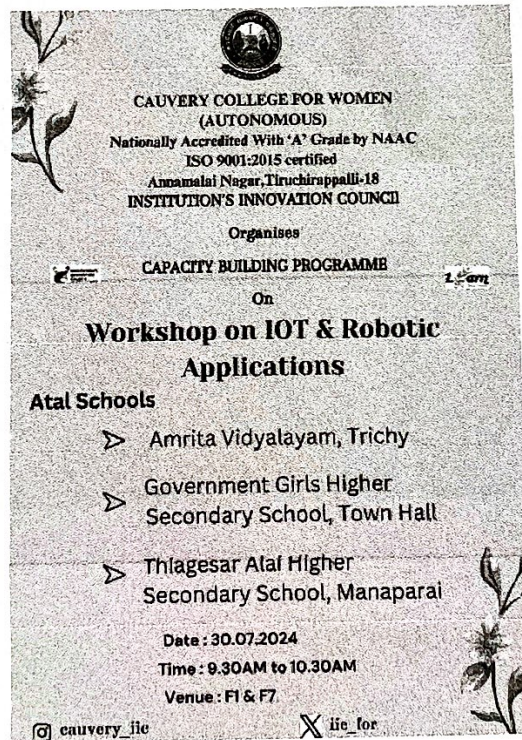 CAUVERY COLLEGE FOR WOMEN
(AUTONOMOUS)
Nationally Accredited With ‘A’ Grade by NAAC
ISO 9001:2015 certified
Annamalai Nagar,Tiruchirappalli-18
INSTITUTION'S INNOVATION COUNCIL
Organises
CAPACITY BUILDING PROGRAMME
On
Workshop on IOT & Robotic
Applications
Atal Schools
Amrita Vidyalayam, Trichy
Government Girls Higher
Secondary School, Town Hall
Thiagesar Alai Higher
Secondary School, Manaparai
Date : 30.07.2024
Time : 9.30AM to 10.30AM
Venue : F1 & F7
cauvery_iic
iic_for